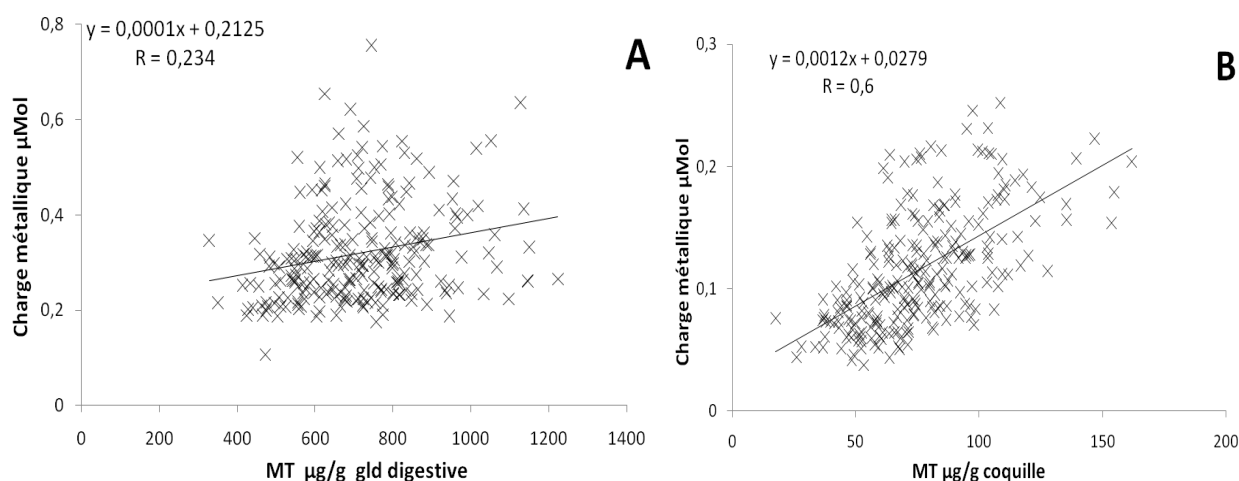 y = 0,0001x + 0,2125
R = 0,234
A
Charge métallique µMol
0,8
0,6
0,4
0,2
0
0 200 400 600 800 1000 1200 1400
MT µg/g gld digestive
y = 0,0012x + 0,0279
R = 0,6
B
Charge métallique µMol
0,3
0,2
0,1
0
0 50 100 150 200
MT µg/g coquille